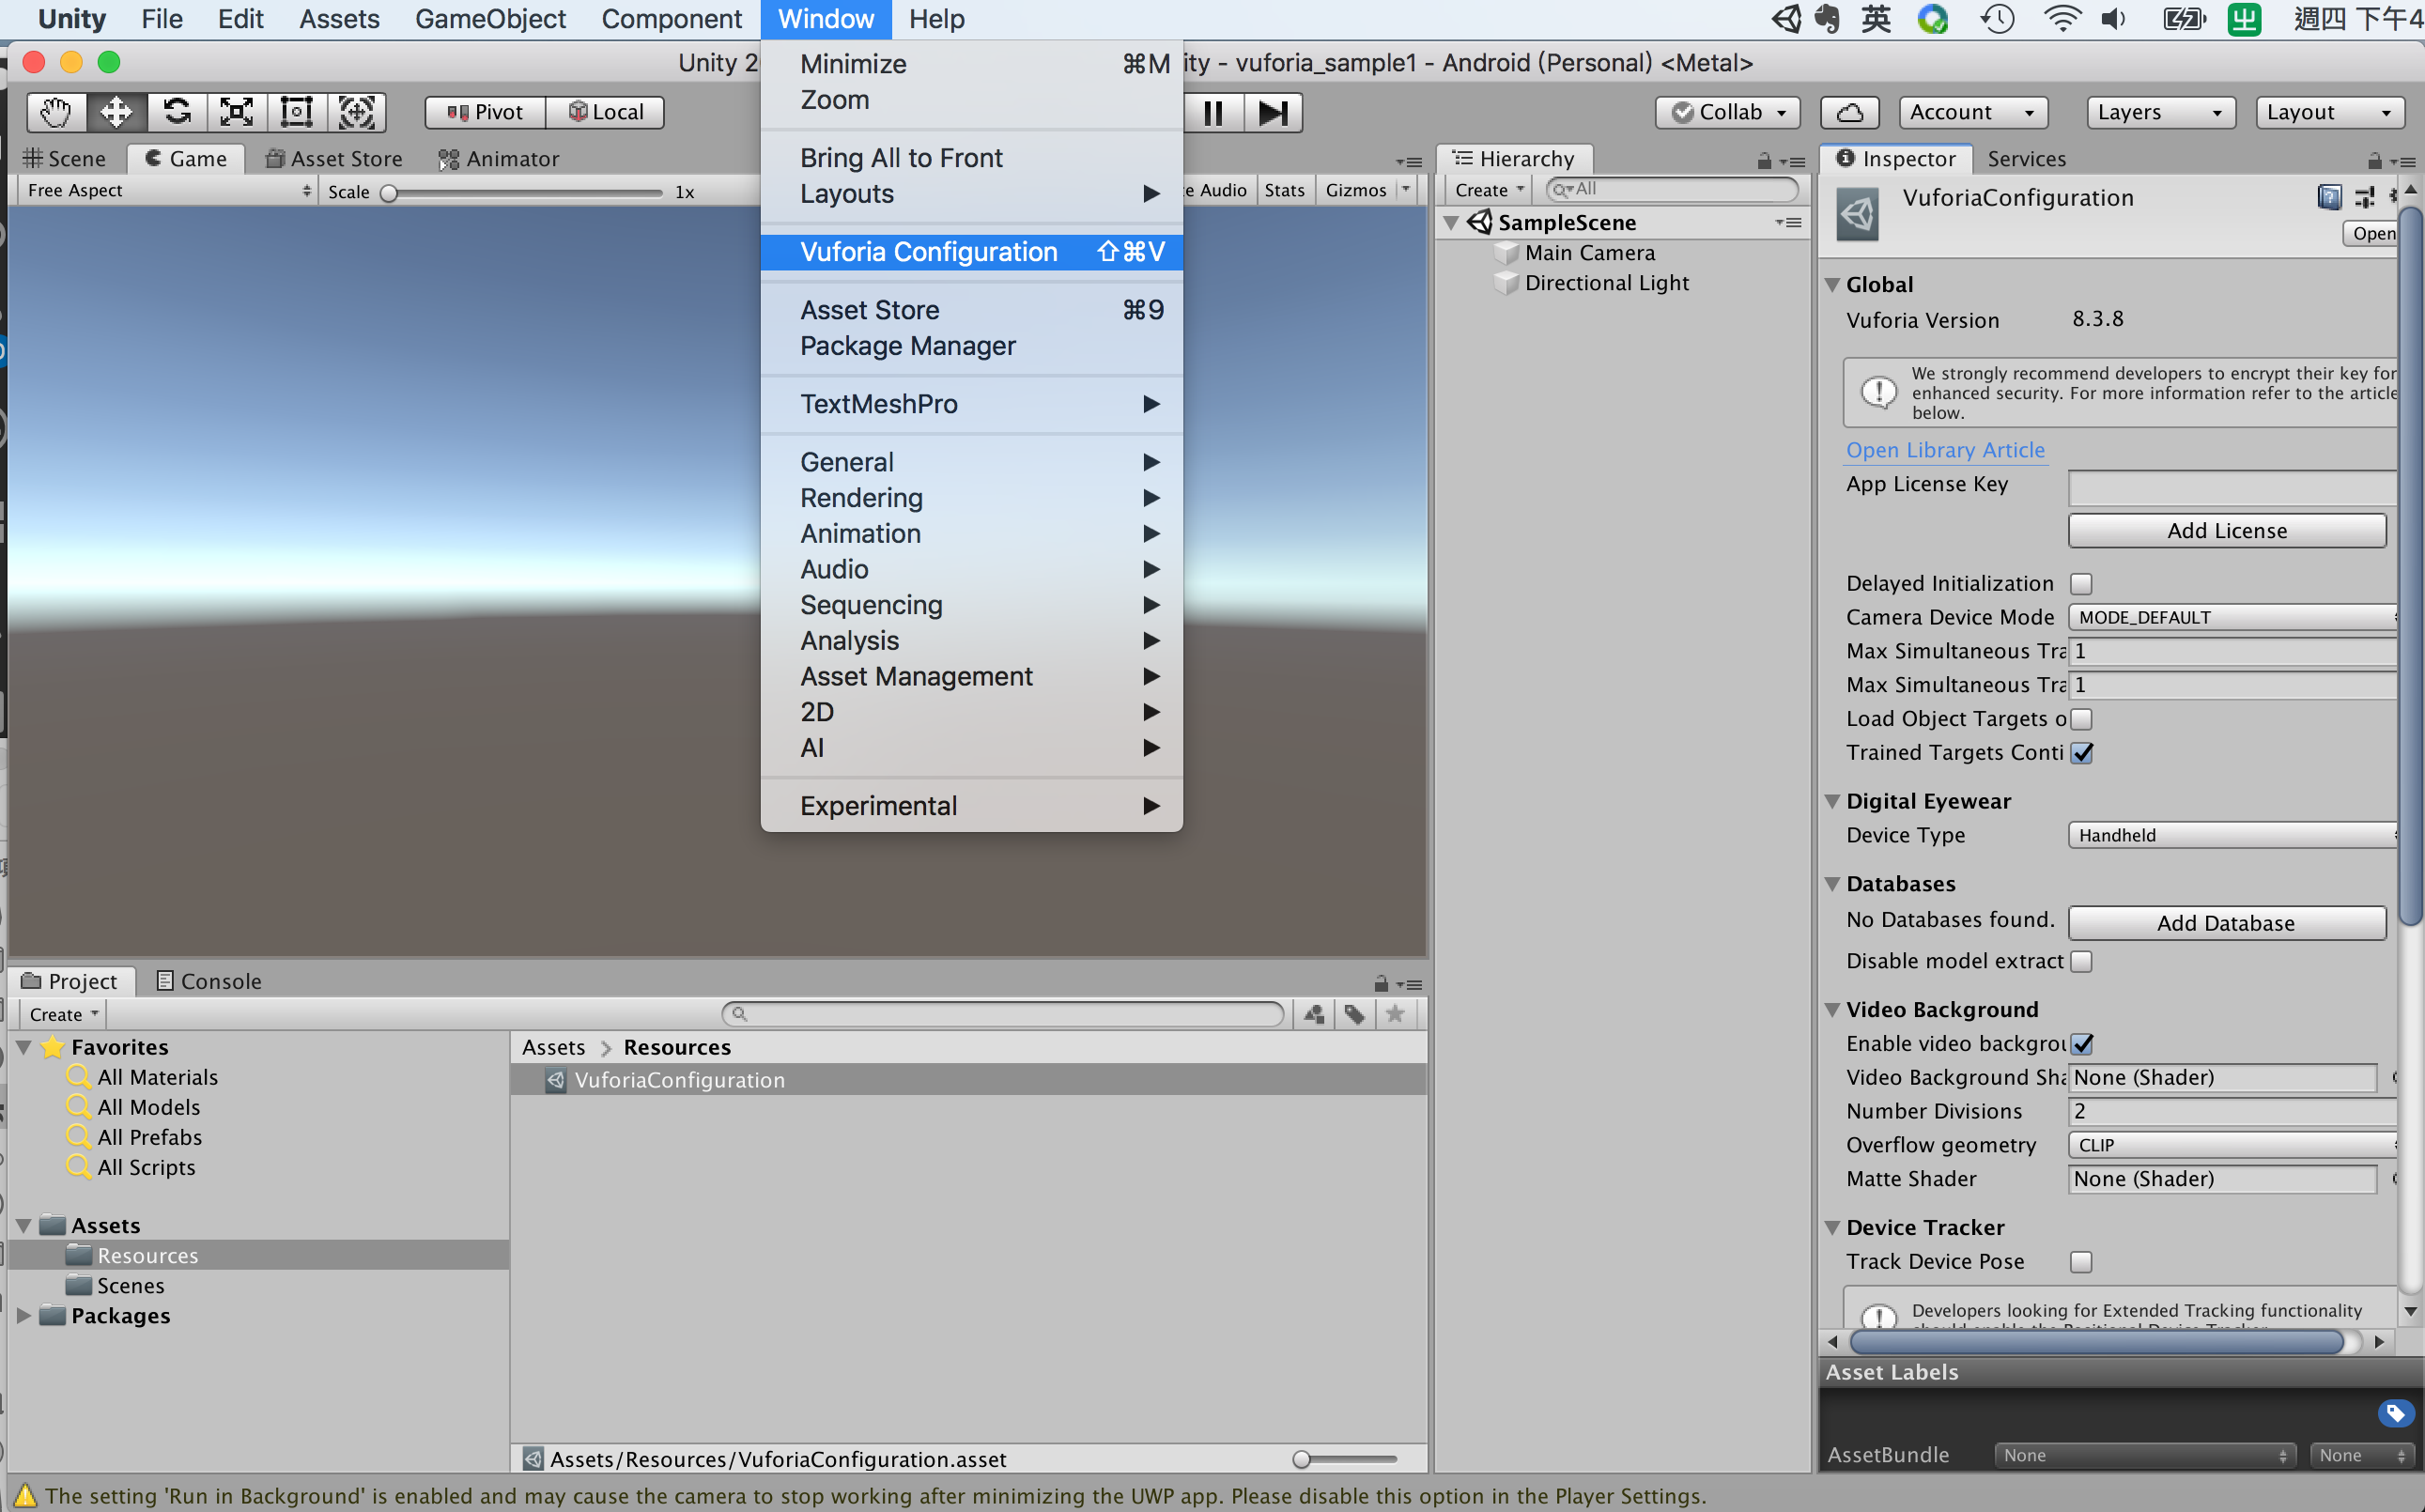 Unity File Edit Assets GameObject Component Window Help 英 週四 下午4
Unity 2 ity - vuforia_sample1 - Android (Personal) <Metal>
Pivot Local Collab Account Layers Layout
Scene Game Asset Store Animator
Free Aspect Scale 1x Audio Stats Gizmos
Minimize ⌘M
Zoom
Bring All to Front
Layouts
Vuforia Configuration ⇧⌘V
Asset Store ⌘9
Package Manager
TextMeshPro
General
Rendering
Animation
Audio
Sequencing
Analysis
Asset Management
2D
AI
Experimental
Hierarchy
Create All
SampleScene
Main Camera
Directional Light
Inspector Services
VuforiaConfiguration
Open
Global
Vuforia Version 8.3.8
We strongly recommend developers to encrypt their key for
enhanced security. For more information refer to the article
below.
Open Library Article
App License Key
Add License
Delayed Initialization
Camera Device Mode MODE_DEFAULT
Max Simultaneous Tra 1
Max Simultaneous Tra 1
Load Object Targets o
Trained Targets Conti
Digital Eyewear
Device Type Handheld
Databases
No Databases found. Add Database
Disable model extract
Video Background
Enable video backgrou
Video Background Sha None (Shader)
Number Divisions 2
Overflow geometry CLIP
Matte Shader None (Shader)
Device Tracker
Track Device Pose
Developers looking for Extended Tracking functionality
Asset Labels
AssetBundle None None
Project Console
Create
Favorites
All Materials
All Models
All Prefabs
All Scripts
Assets
Resources
Scenes
Packages
Assets > Resources
VuforiaConfiguration
Assets/Resources/VuforiaConfiguration.asset
The setting 'Run in Background' is enabled and may cause the camera to stop working after minimizing the UWP app. Please disable this option in the Player Settings.